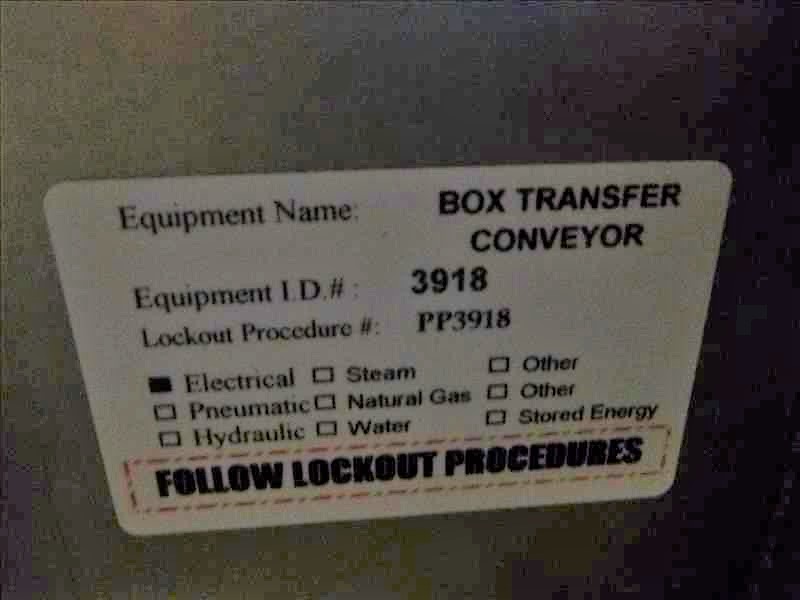 Equipment Name: BOX TRANSFER
CONVEYOR
Equipment I.D.# : 3918
Lockout Procedure #: PP3918
■ Electrical □ Steam □ Other
□ Pneumatic □ Natural Gas □ Other
□ Hydraulic □ Water □ Stored Energy
FOLLOW LOCKOUT PROCEDURES